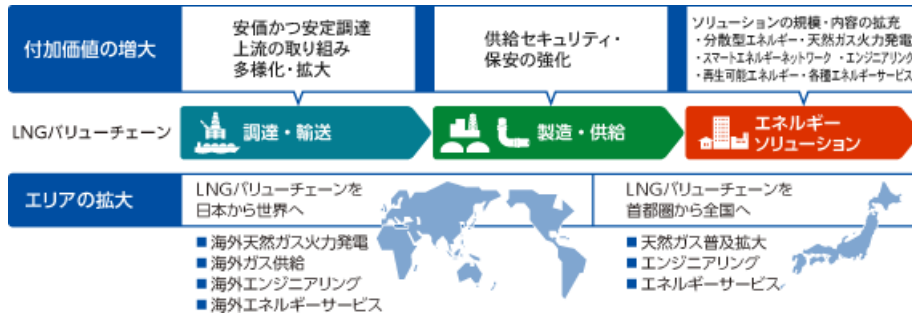 付加価値の増大
安価かつ安定調達
上流の取り組み
多様化・拡大
供給セキュリティ・
保安の強化
ソリューションの規模・内容の拡充
・分散型エネルギー・天然ガス火力発電
・スマートエネルギーネットワーク ・エンジニアリング
・再生可能エネルギー・各種エネルギーサービス
LNGバリューチェーン
調達・輸送
製造・供給
エネルギー
ソリューション
エリアの拡大
LNGバリューチェーンを
日本から世界へ
■海外天然ガス火力発電
■海外ガス供給
■海外エンジニアリング
■海外エネルギーサービス
LNGバリューチェーンを
首都圏から全国へ
■天然ガス普及拡大
■エンジニアリング
■エネルギーサービス